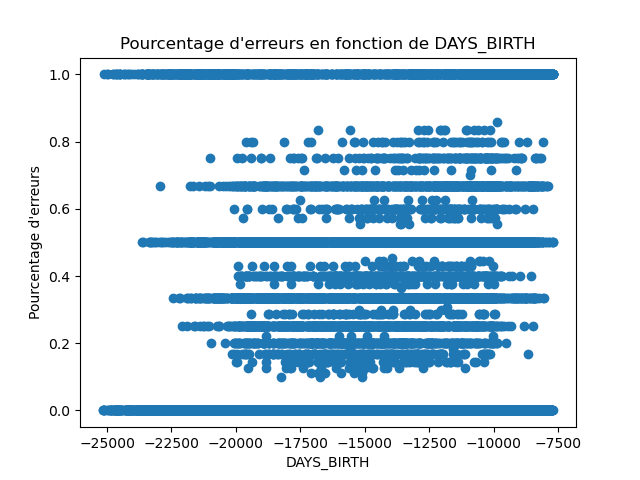 Pourcentage d'erreurs en fonction de DAYS_BIRTH
1.0
0.8
0.6
0.4
0.2
0.0
Pourcentage d'erreurs
−25000 −22500 −20000 −17500 −15000 −12500 −10000 −7500
DAYS_BIRTH